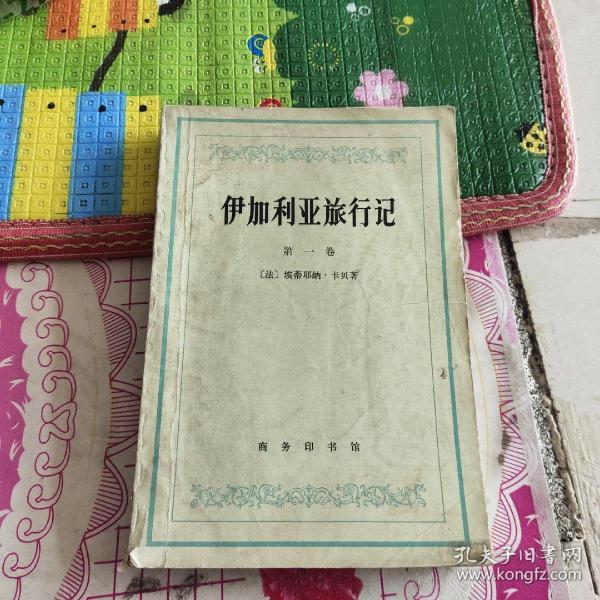 伊加利亚旅行记
第一卷
〔法〕埃蒂耶纳·卡贝著
商务印书馆
孔夫子旧书网
www.kongfz.com